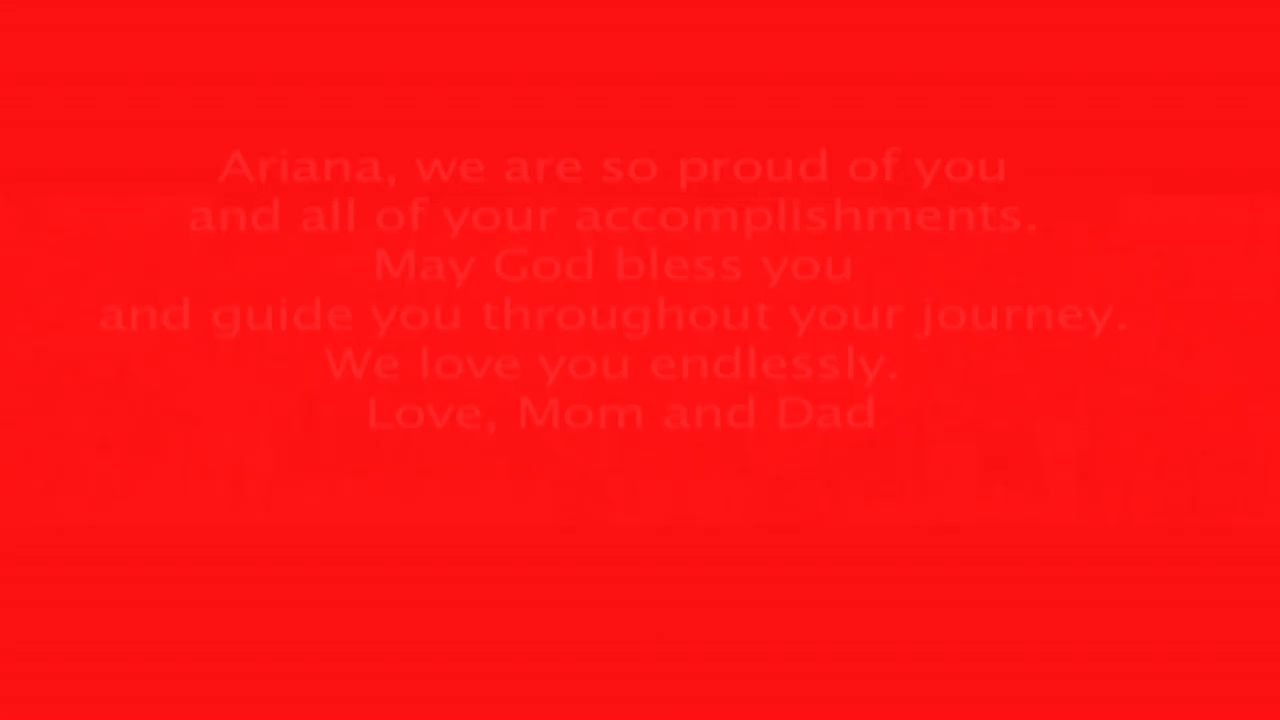 Ariana, we are so proud of you
and all of your accomplishments.
May God bless you
and guide you throughout your journey.
We love you endlessly.
Love, Mom and Dad